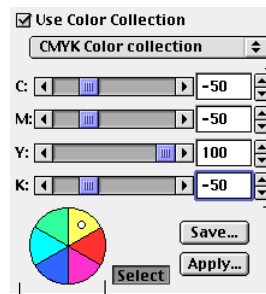 Use Color Collection
CMYK Color collection
C: -50
M: -50
Y: 100
K: -50
Save...
Select Apply...